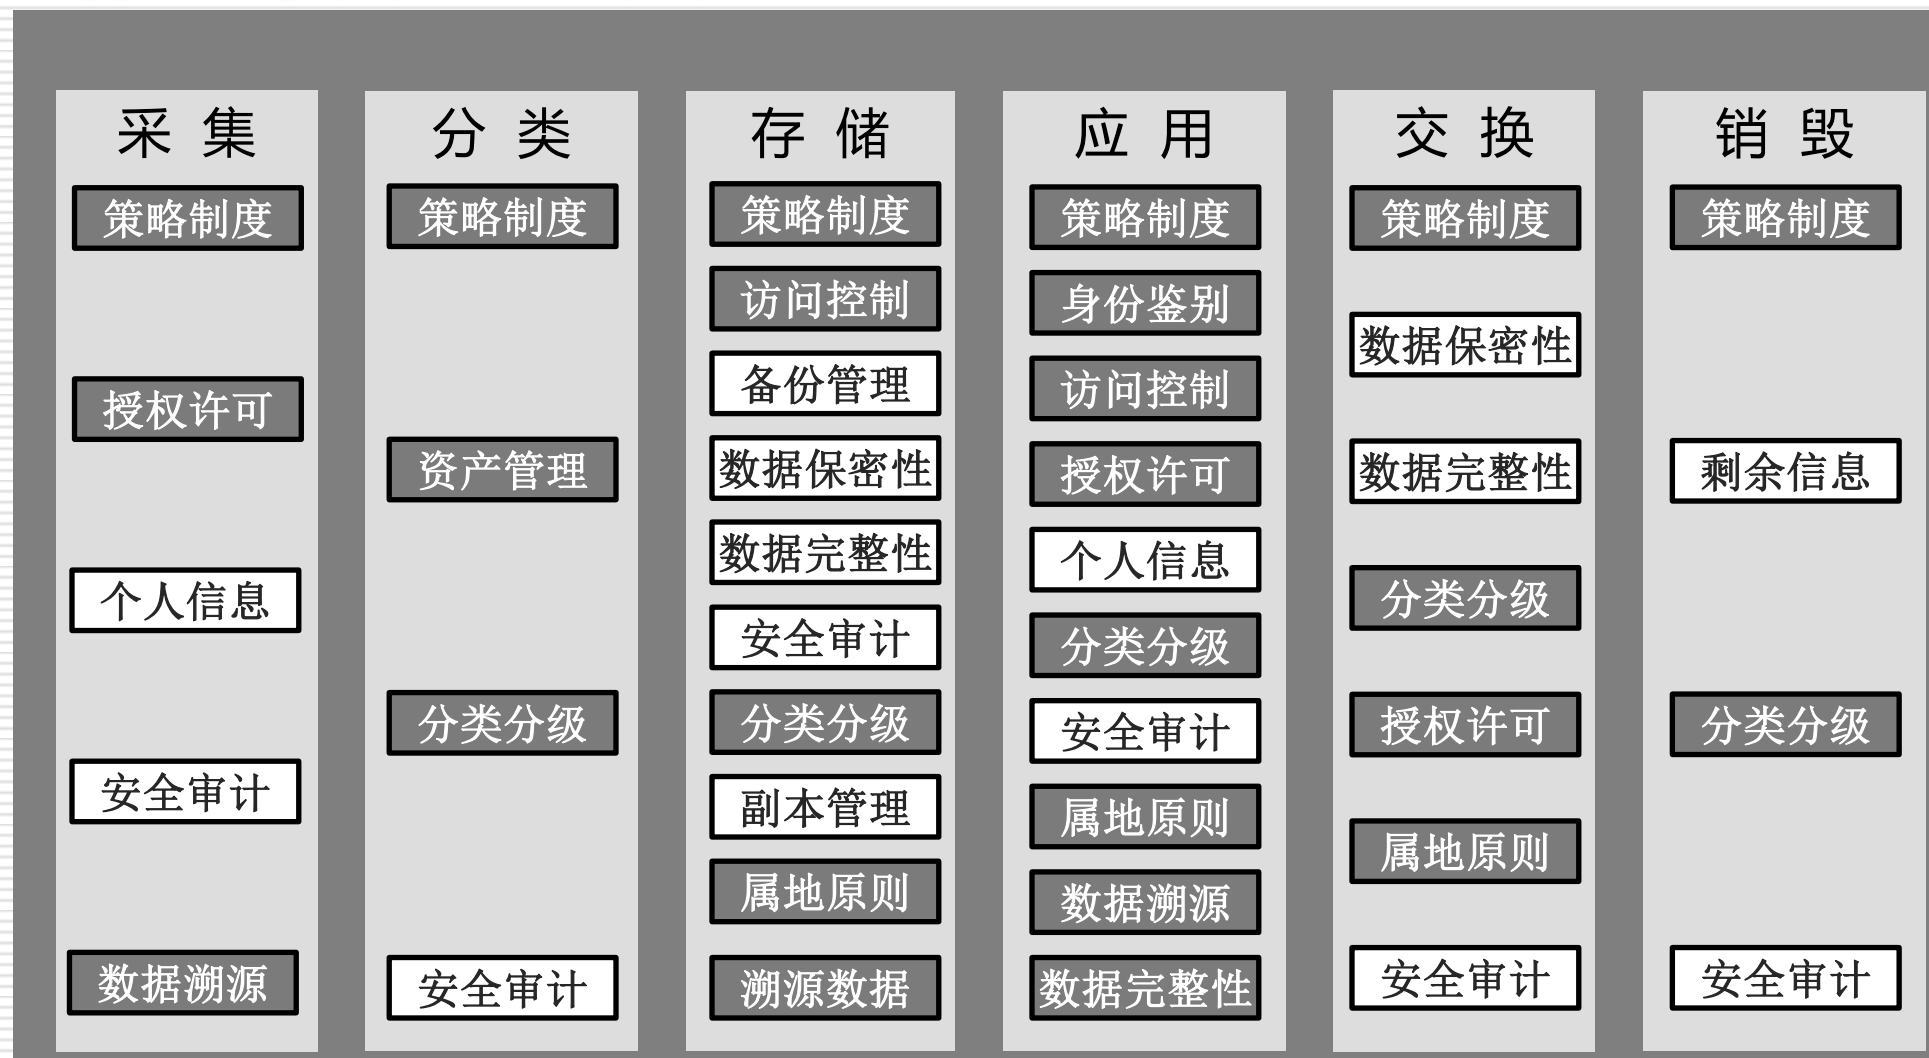 采集
策略制度
授权许可
个人信息
安全审计
数据溯源
分类
策略制度
资产管理
分类分级
安全审计
存储
策略制度
访问控制
备份管理
数据保密性
数据完整性
安全审计
分类分级
副本管理
属地原则
溯源数据
应用
策略制度
身份鉴别
访问控制
授权许可
个人信息
分类分级
安全审计
属地原则
数据溯源
数据完整性
交换
策略制度
数据保密性
数据完整性
分类分级
授权许可
属地原则
安全审计
销毁
策略制度
剩余信息
分类分级
安全审计